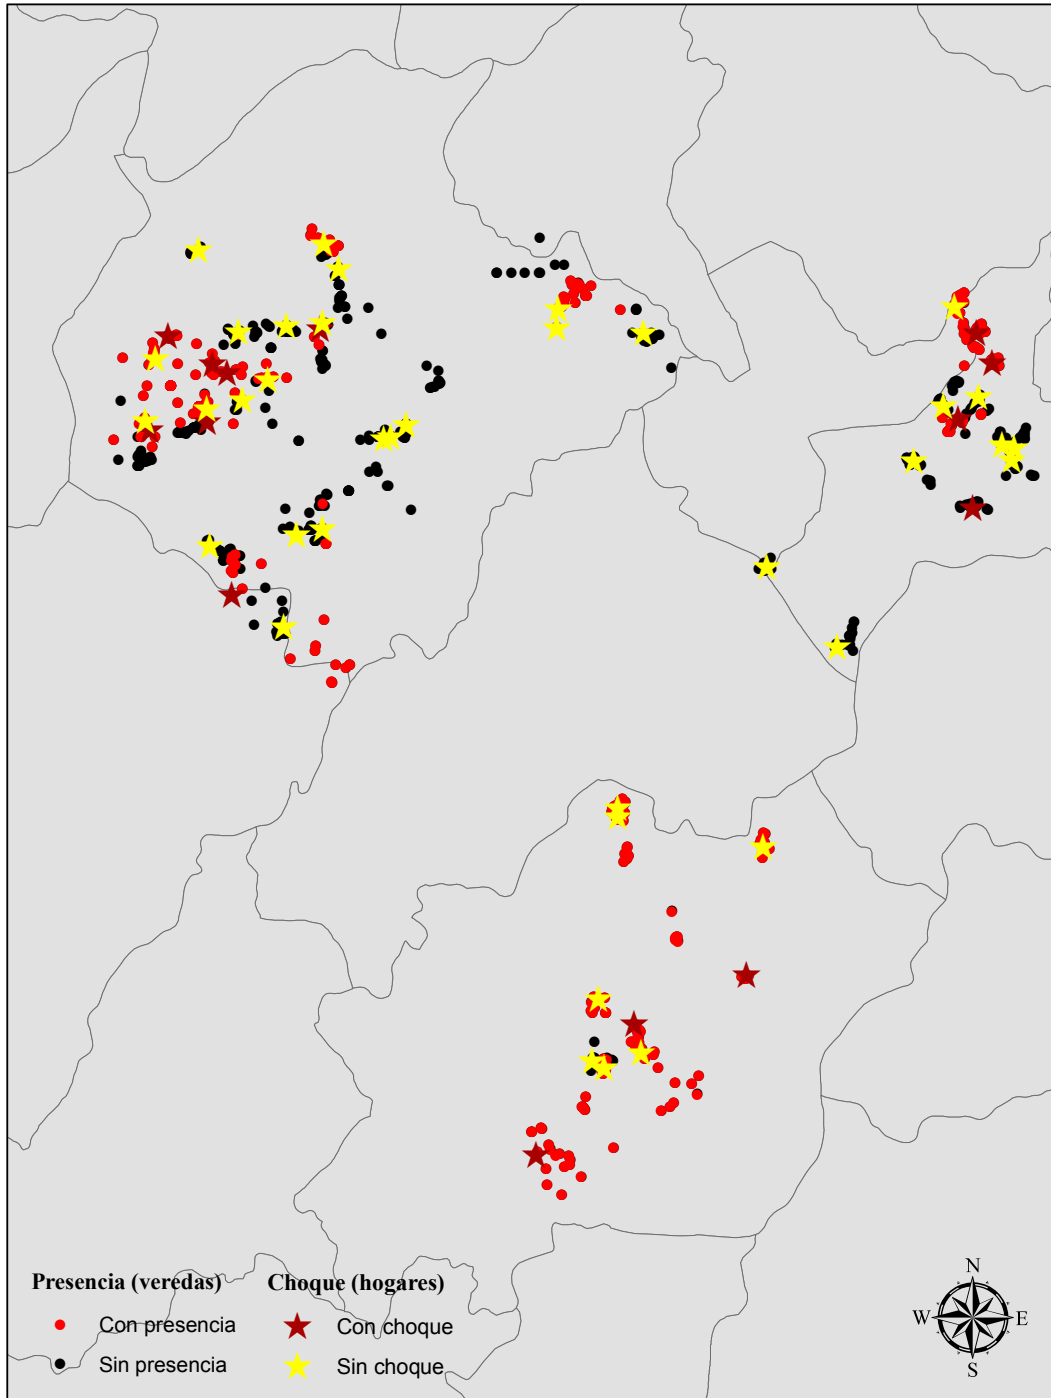 N
W E
S
Presencia (veredas) Choque (hogares)
Con presencia Con choque
Sin presencia Sin choque